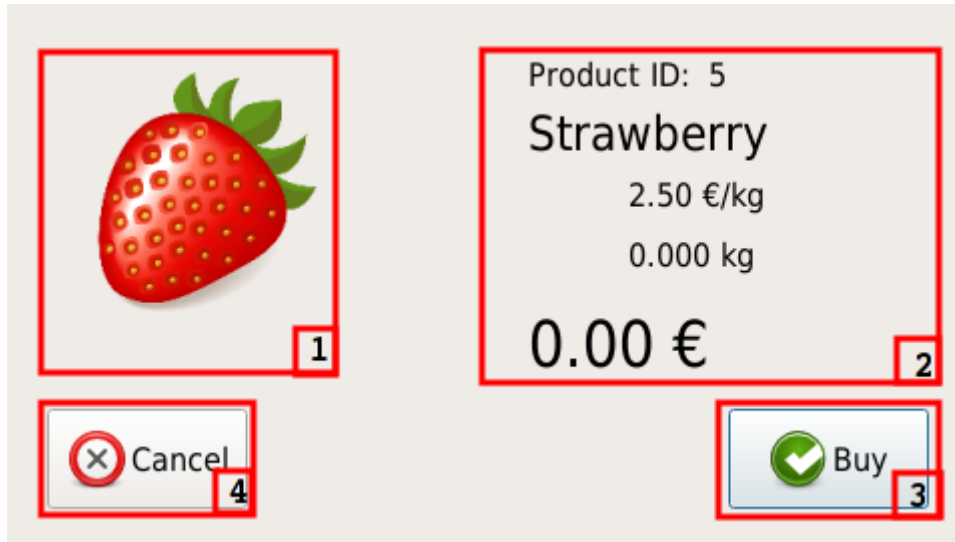 Product ID: 5
Strawberry
2.50 €/kg
0.000 kg
1
0.00 €
2
Cancel
4
Buy
3